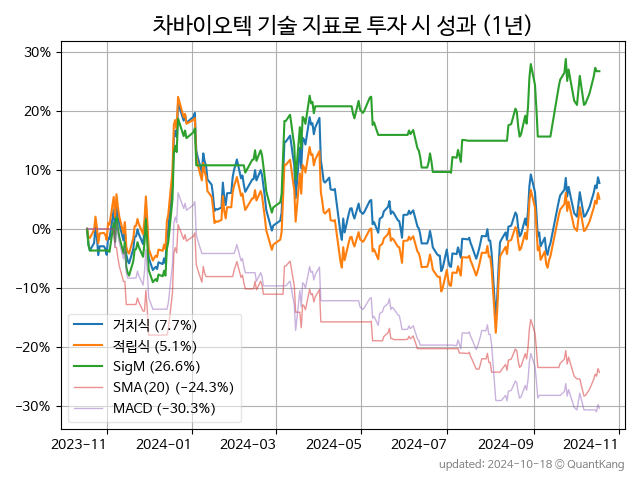 차바이오텍 기술 지표로 투자 시 성과 (1년)
30%
20%
10%
0%
−10%
−20%
−30%
거치식 (7.7%)
적립식 (5.1%)
SigM (26.6%)
SMA(20) (−24.3%)
MACD (−30.3%)
2023-11 2024-01 2024-03 2024-05 2024-07 2024-09 2024-11
updated: 2024-10-18 © QuantKang